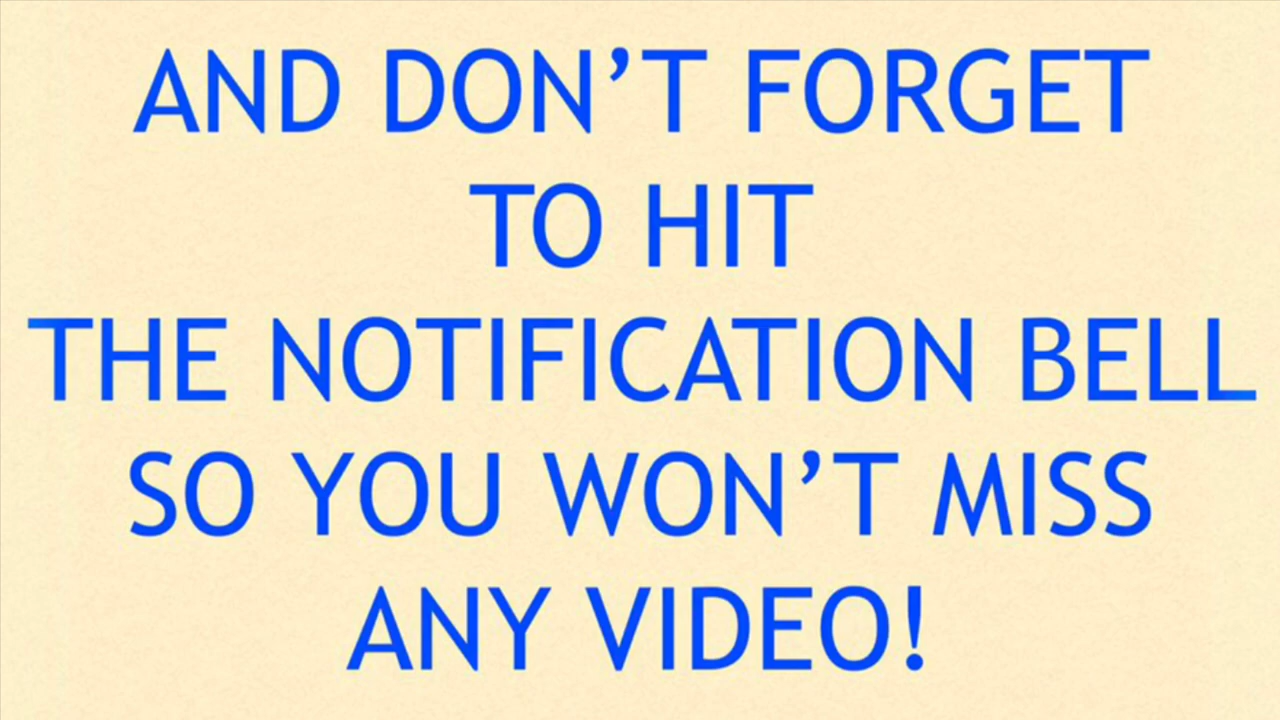 AND DON’T FORGET
TO HIT
THE NOTIFICATION BELL
SO YOU WON’T MISS
ANY VIDEO!